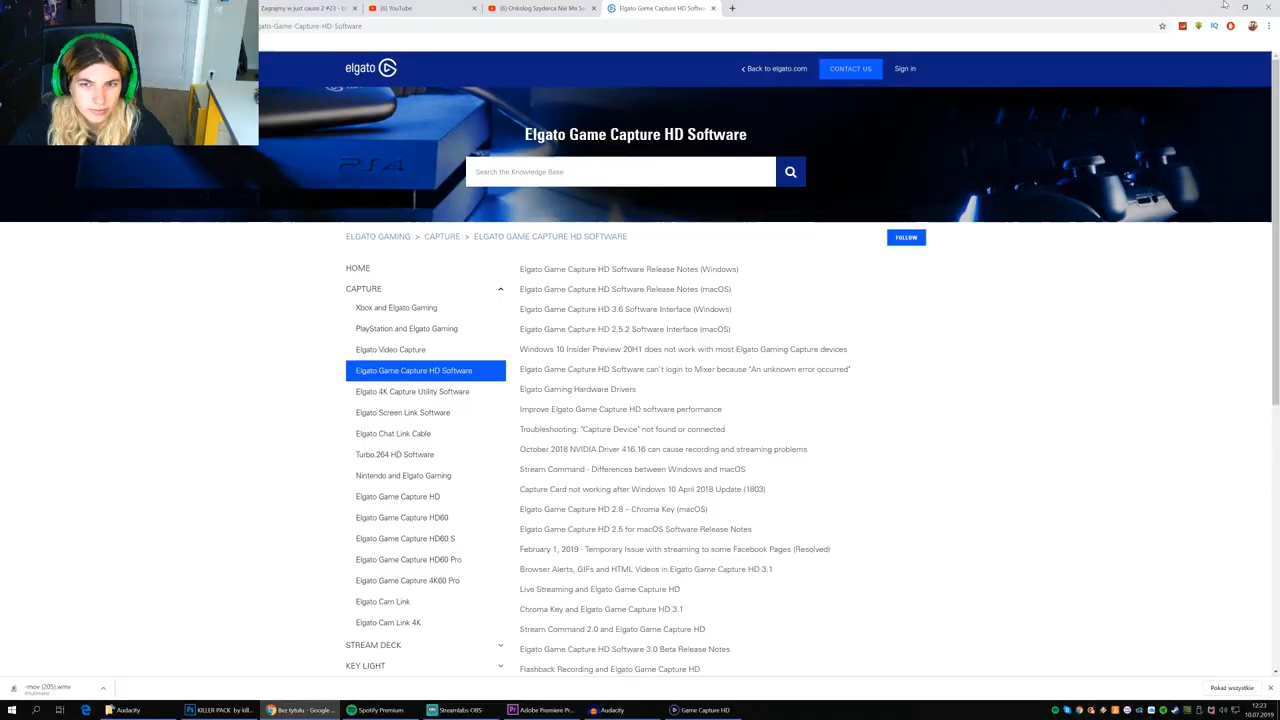 Zagrajmy w just cause 2 #23 - 
(6) YouTube
(6) Onkolog Szyderca Nie Ma Se
Elgato Game Capture HD Softwa
gato-Game-Capture-HD-Software
elgato
Back to elgato.com
CONTACT US
Sign in
PS4
Elgato Game Capture HD Software
Search the Knowledge Base
ELGATO GAMING > CAPTURE > ELGATO GAME CAPTURE HD SOFTWARE
FOLLOW
HOME
CAPTURE
Xbox and Elgato Gaming
PlayStation and Elgato Gaming
Elgato Video Capture
Elgato Game Capture HD Software
Elgato 4K Capture Utility Software
Elgato Screen Link Software
Elgato Chat Link Cable
Turbo.264 HD Software
Nintendo and Elgato Gaming
Elgato Game Capture HD
Elgato Game Capture HD60
Elgato Game Capture HD60 S
Elgato Game Capture HD60 Pro
Elgato Game Capture 4K60 Pro
Elgato Cam Link
Elgato Cam Link 4K
STREAM DECK
KEY LIGHT
Elgato Game Capture HD Software Release Notes (Windows)
Elgato Game Capture HD Software Release Notes (macOS)
Elgato Game Capture HD 3.6 Software Interface (Windows)
Elgato Game Capture HD 2.5.2 Software Interface (macOS)
Windows 10 Insider Preview 20H1 does not work with most Elgato Gaming Capture devices
Elgato Game Capture HD Software can't login to Mixer because "An unknown error occurred"
Elgato Gaming Hardware Drivers
Improve Elgato Game Capture HD software performance
Troubleshooting: "Capture Device" not found or connected
October 2018 NVIDIA Driver 416.16 can cause recording and streaming problems
Stream Command - Differences between Windows and macOS
Capture Card not working after Windows 10 April 2018 Update (1803)
Elgato Game Capture HD 2.8 – Chroma Key (macOS)
Elgato Game Capture HD 2.5 for macOS Software Release Notes
February 1, 2019 - Temporary Issue with streaming to some Facebook Pages (Resolved)
Browser Alerts, GIFs and HTML Videos in Elgato Game Capture HD 3.1
Live Streaming and Elgato Game Capture HD
Chroma Key and Elgato Game Capture HD 3.1
Stream Command 2.0 and Elgato Game Capture HD
Elgato Game Capture HD Software 3.0 Beta Release Notes
Flashback Recording and Elgato Game Capture HD
-mov (205).wmv
Pokaż wszystkie
Audacity
KILLER PACK by kill...
Bez tytułu - Google ...
Spotify Premium
Streamlabs OBS
Adobe Premiere Pr...
Audacity
Game Capture HD
12:23
10.07.2019